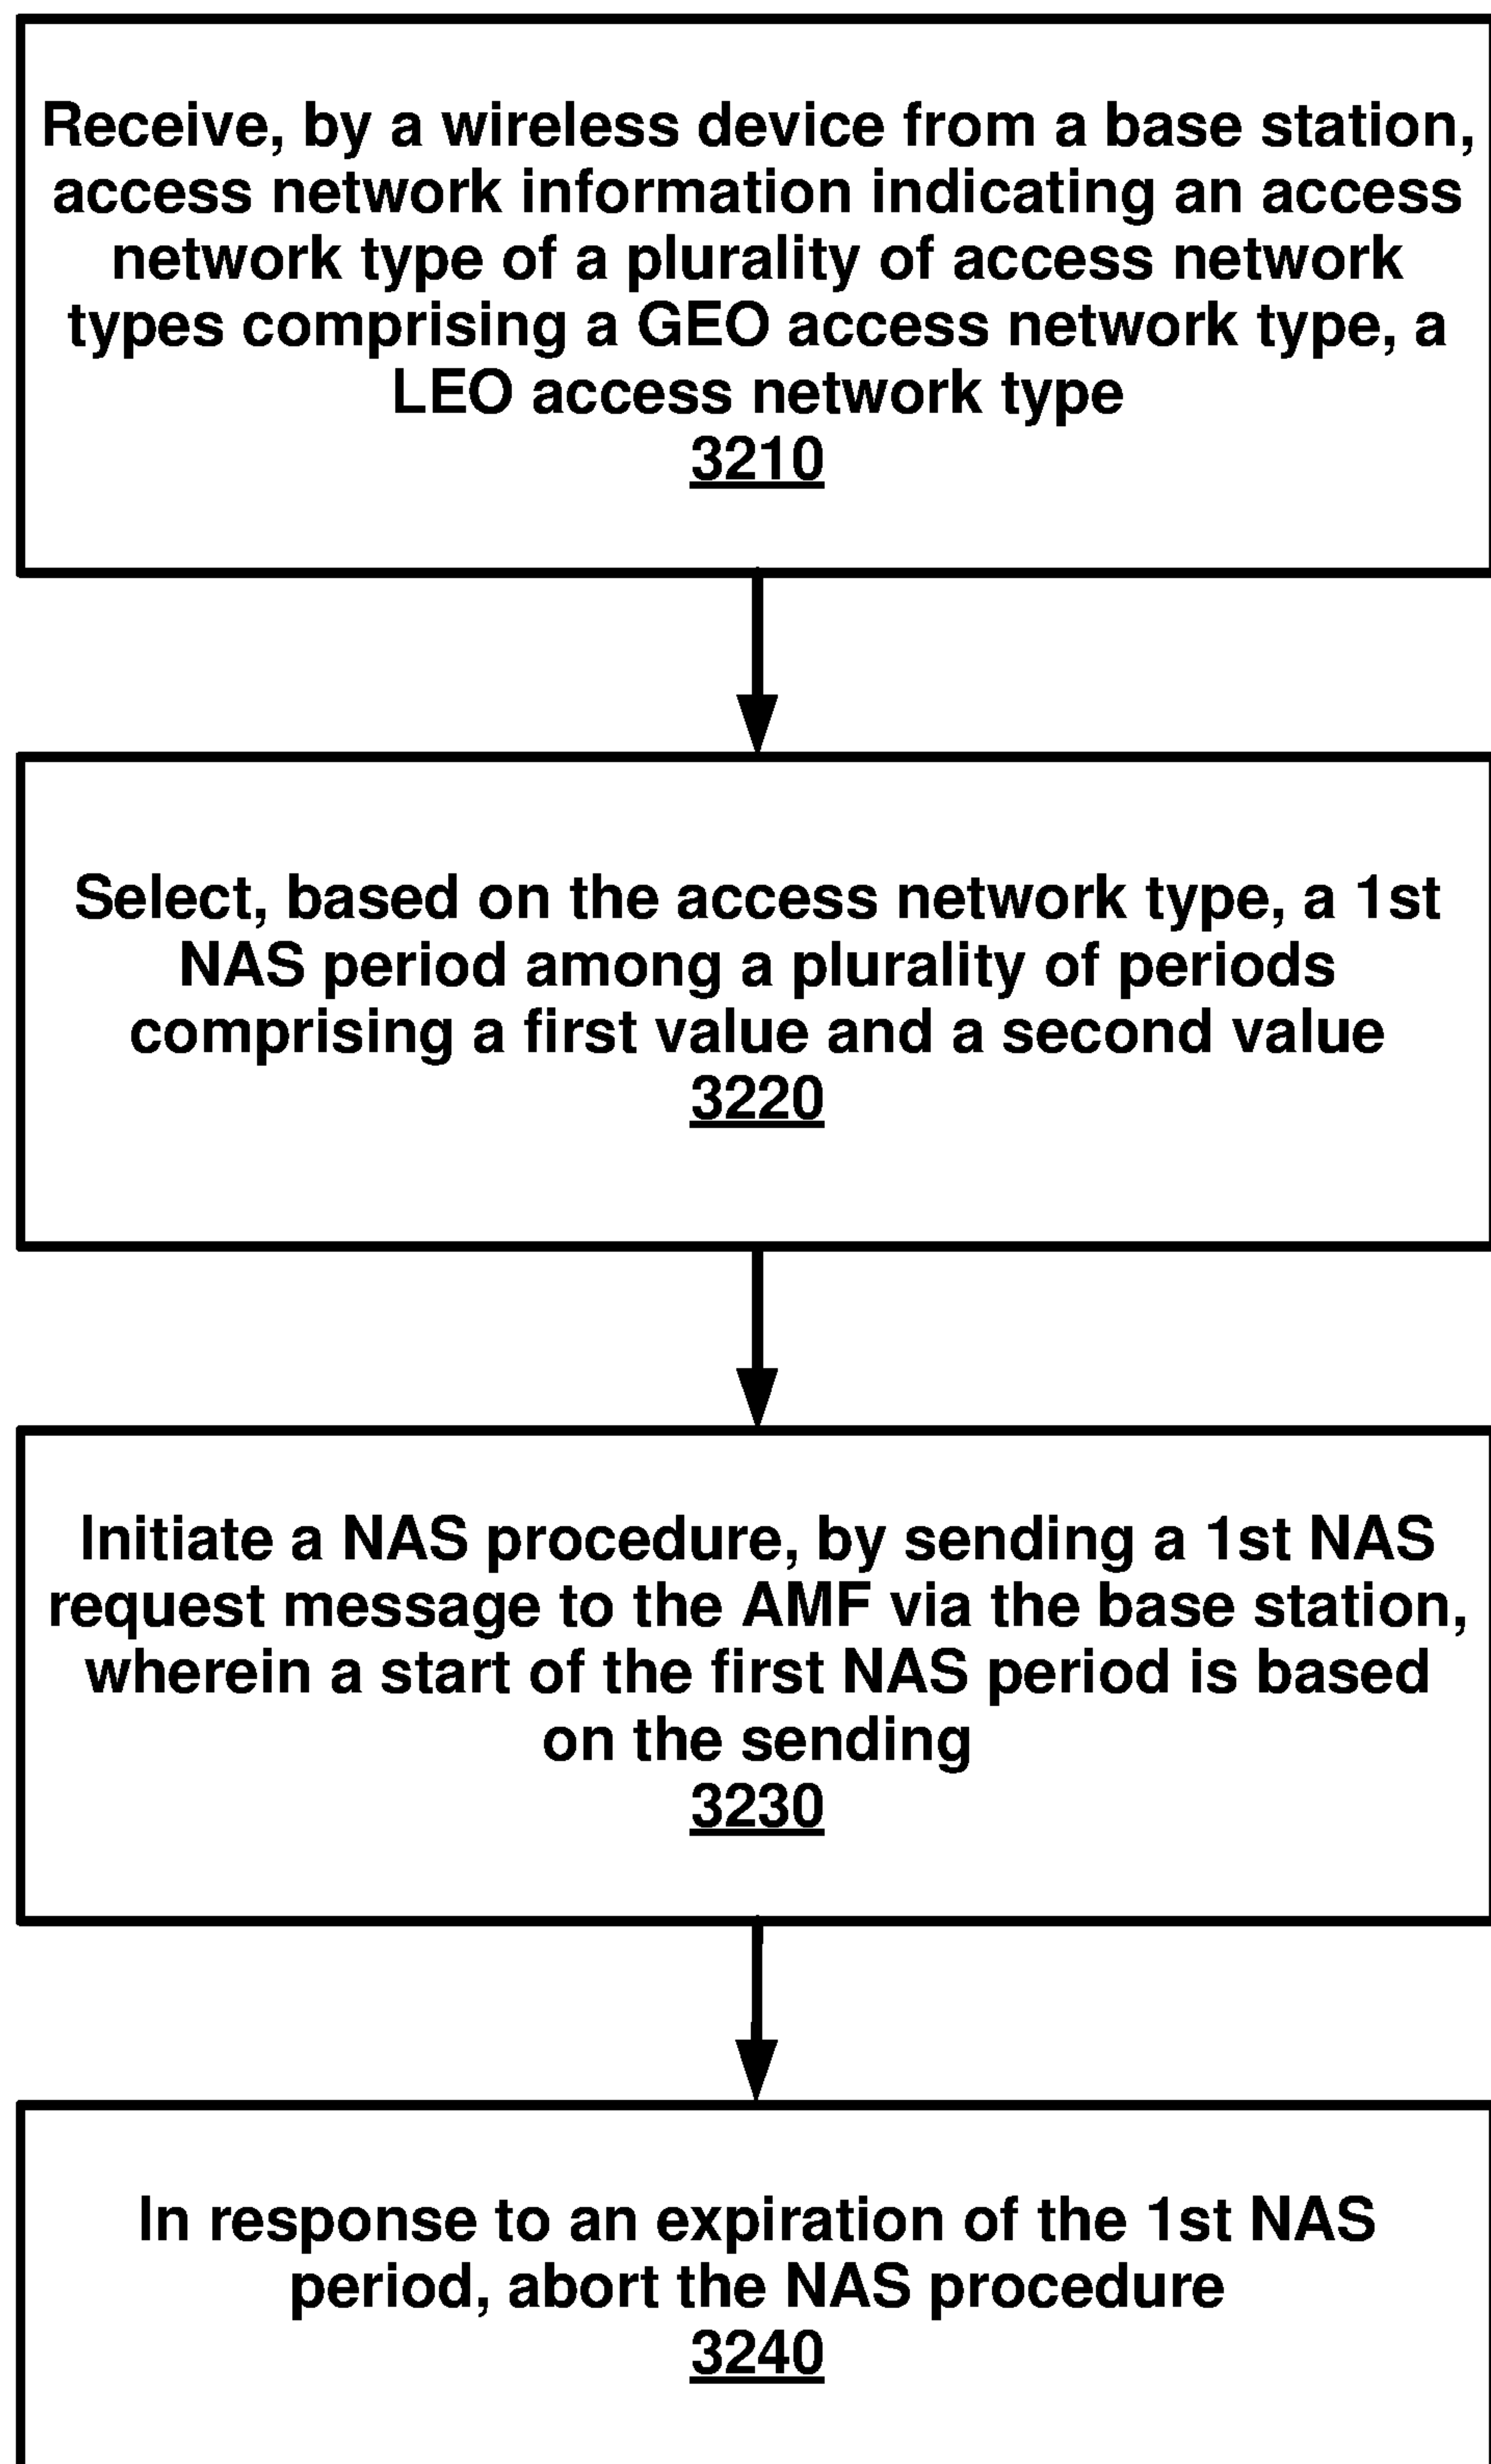 Receive, by a wireless device from a base station,
access network information indicating an access
network type of a plurality of access network
types comprising a GEO access network type, a
LEO access network type
3210
Select, based on the access network type, a 1st
NAS period among a plurality of periods
comprising a first value and a second value
3220
Initiate a NAS procedure, by sending a 1st NAS
request message to the AMF via the base station,
wherein a start of the first NAS period is based
on the sending
3230
In response to an expiration of the 1st NAS
period, abort the NAS procedure
3240